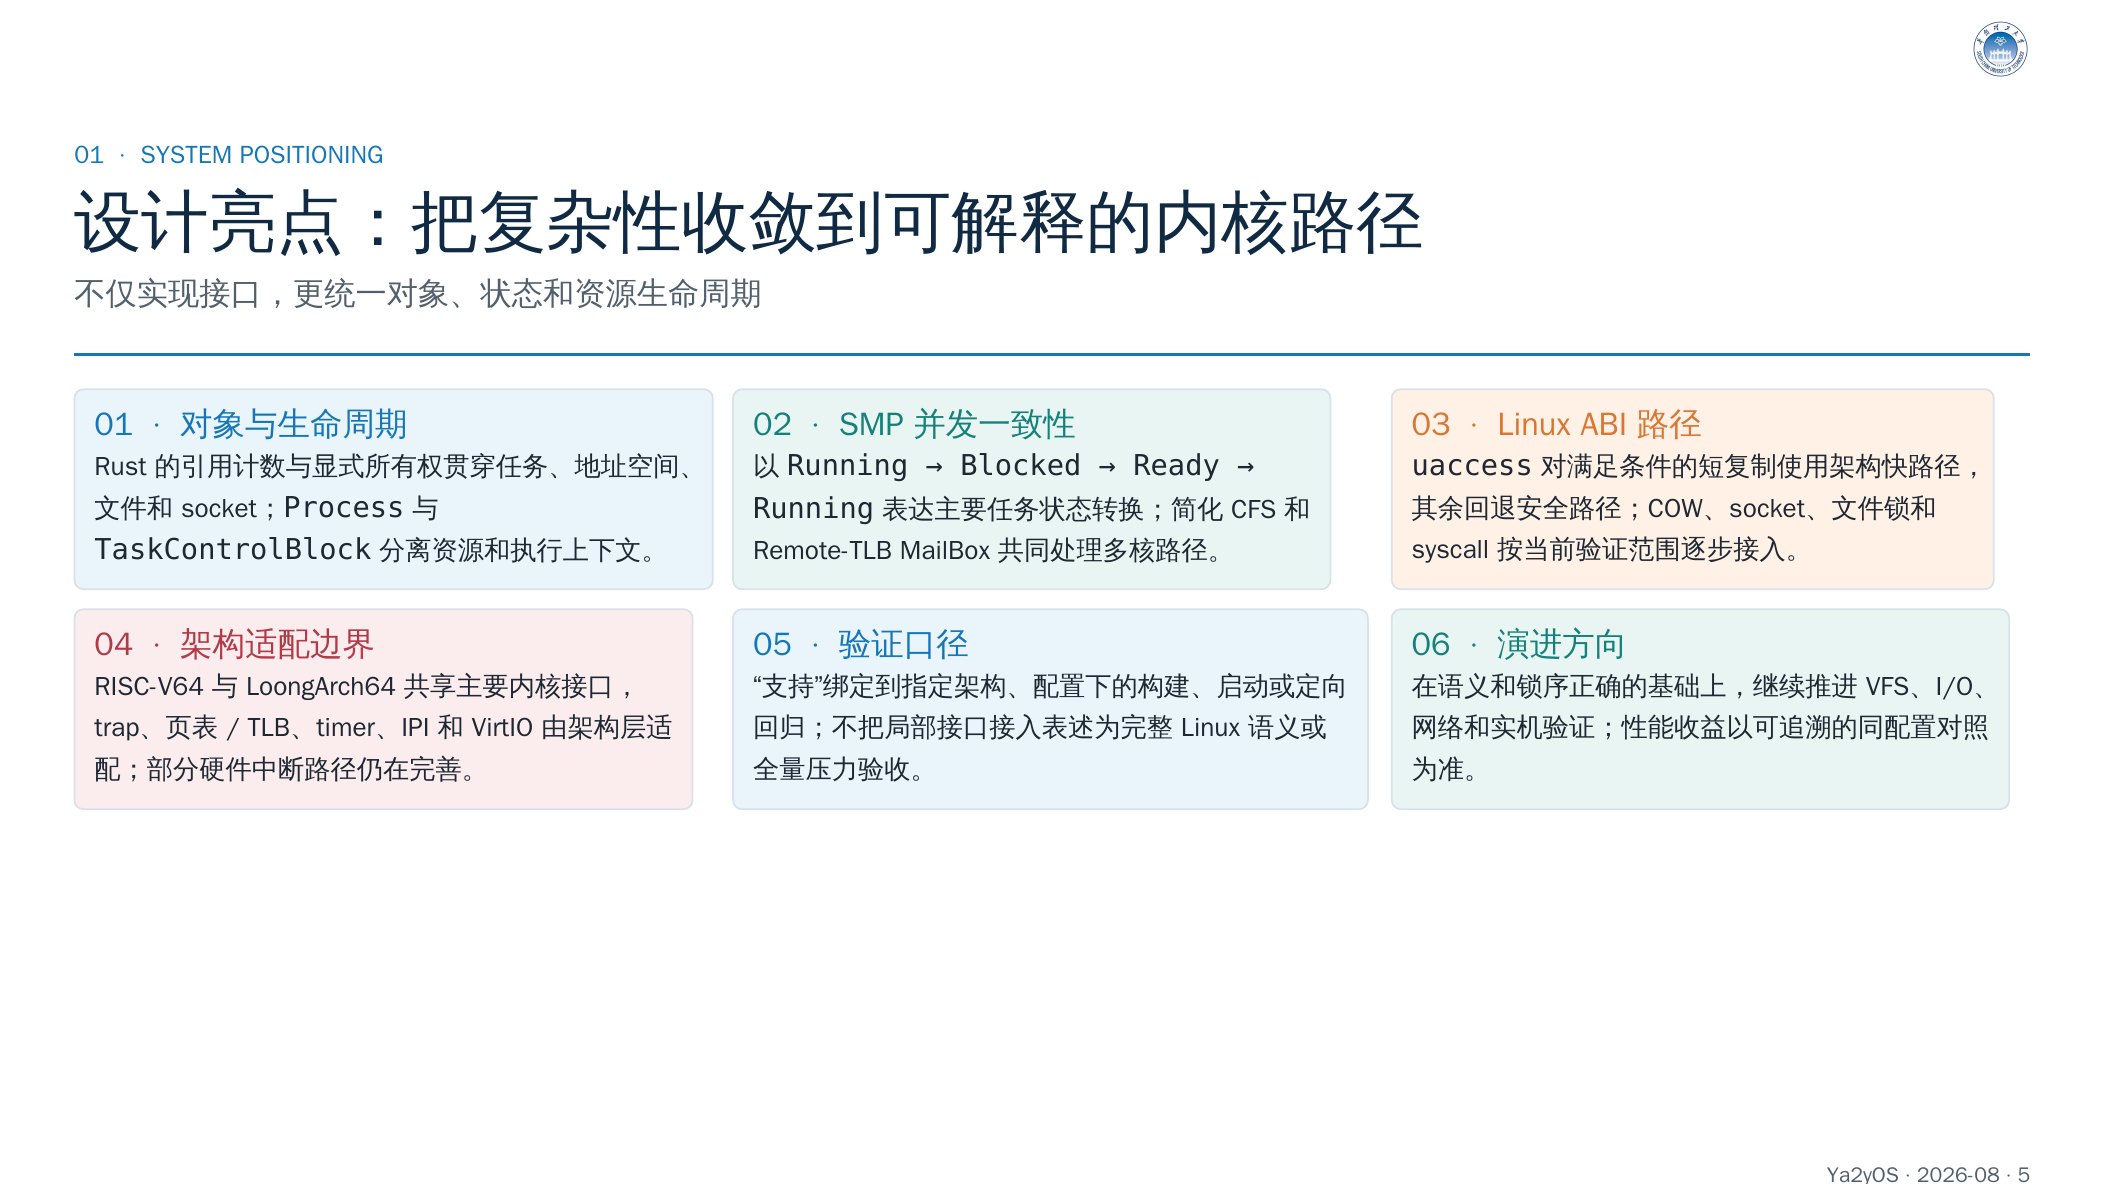 01 · SYSTEM POSITIONING
设计亮点：把复杂性收敛到可解释的内核路径
不仅实现接口，更统一对象、状态和资源生命周期
01 · 对象与生命周期
Rust 的引用计数与显式所有权贯穿任务、地址空间、
文件和 socket；Process 与
TaskControlBlock 分离资源和执行上下文。
02 · SMP 并发一致性
以 Running → Blocked → Ready →
Running 表达主要任务状态转换；简化 CFS 和
Remote-TLB MailBox 共同处理多核路径。
03 · Linux ABI 路径
uaccess 对满足条件的短复制使用架构快路径，
其余回退安全路径；COW、socket、文件锁和
syscall 按当前验证范围逐步接入。
04 · 架构适配边界
RISC-V64 与 LoongArch64 共享主要内核接口，
trap、页表 / TLB、timer、IPI 和 VirtIO 由架构层适
配；部分硬件中断路径仍在完善。
05 · 验证口径
“支持”绑定到指定架构、配置下的构建、启动或定向
回归；不把局部接口接入表述为完整 Linux 语义或
全量压力验收。
06 · 演进方向
在语义和锁序正确的基础上，继续推进 VFS、I/O、
网络和实机验证；性能收益以可追溯的同配置对照
为准。
Ya2yOS · 2026-08 · 5